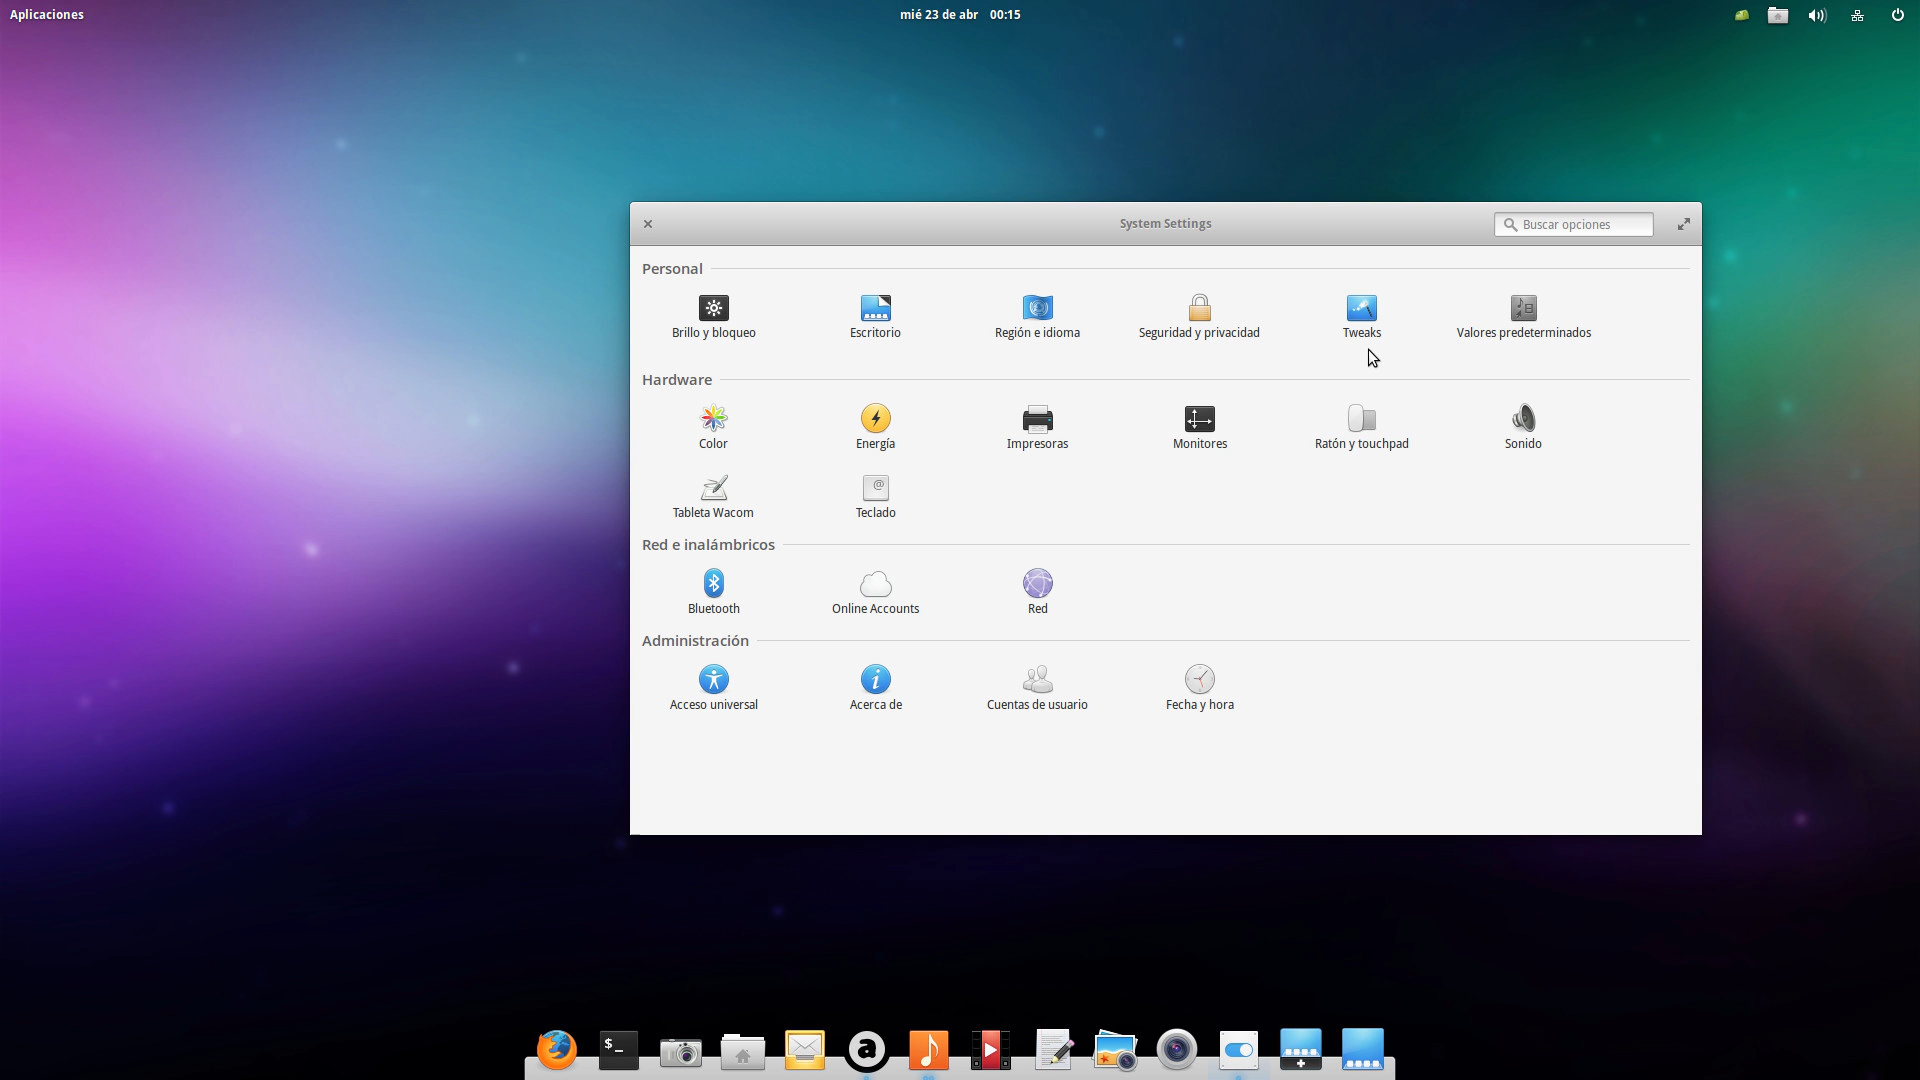 Aplicaciones
mié 23 de abr 00:15
System Settings
Buscar opciones
Personal
Brillo y bloqueo
Escritorio
Región e idioma
Seguridad y privacidad
Tweaks
Valores predeterminados
Hardware
Color
Energía
Impresoras
Monitores
Ratón y touchpad
Sonido
Tableta Wacom
Teclado
Red e inalámbricos
Bluetooth
Online Accounts
Red
Administración
Acceso universal
Acerca de
Cuentas de usuario
Fecha y hora
$_
a